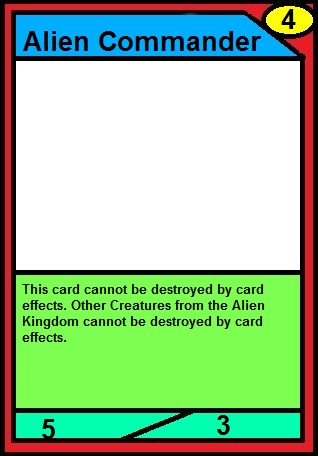 4
Alien Commander
This card cannot be destroyed by card
effects. Other Creatures from the Alien
Kingdom cannot be destroyed by card
effects.
5 3